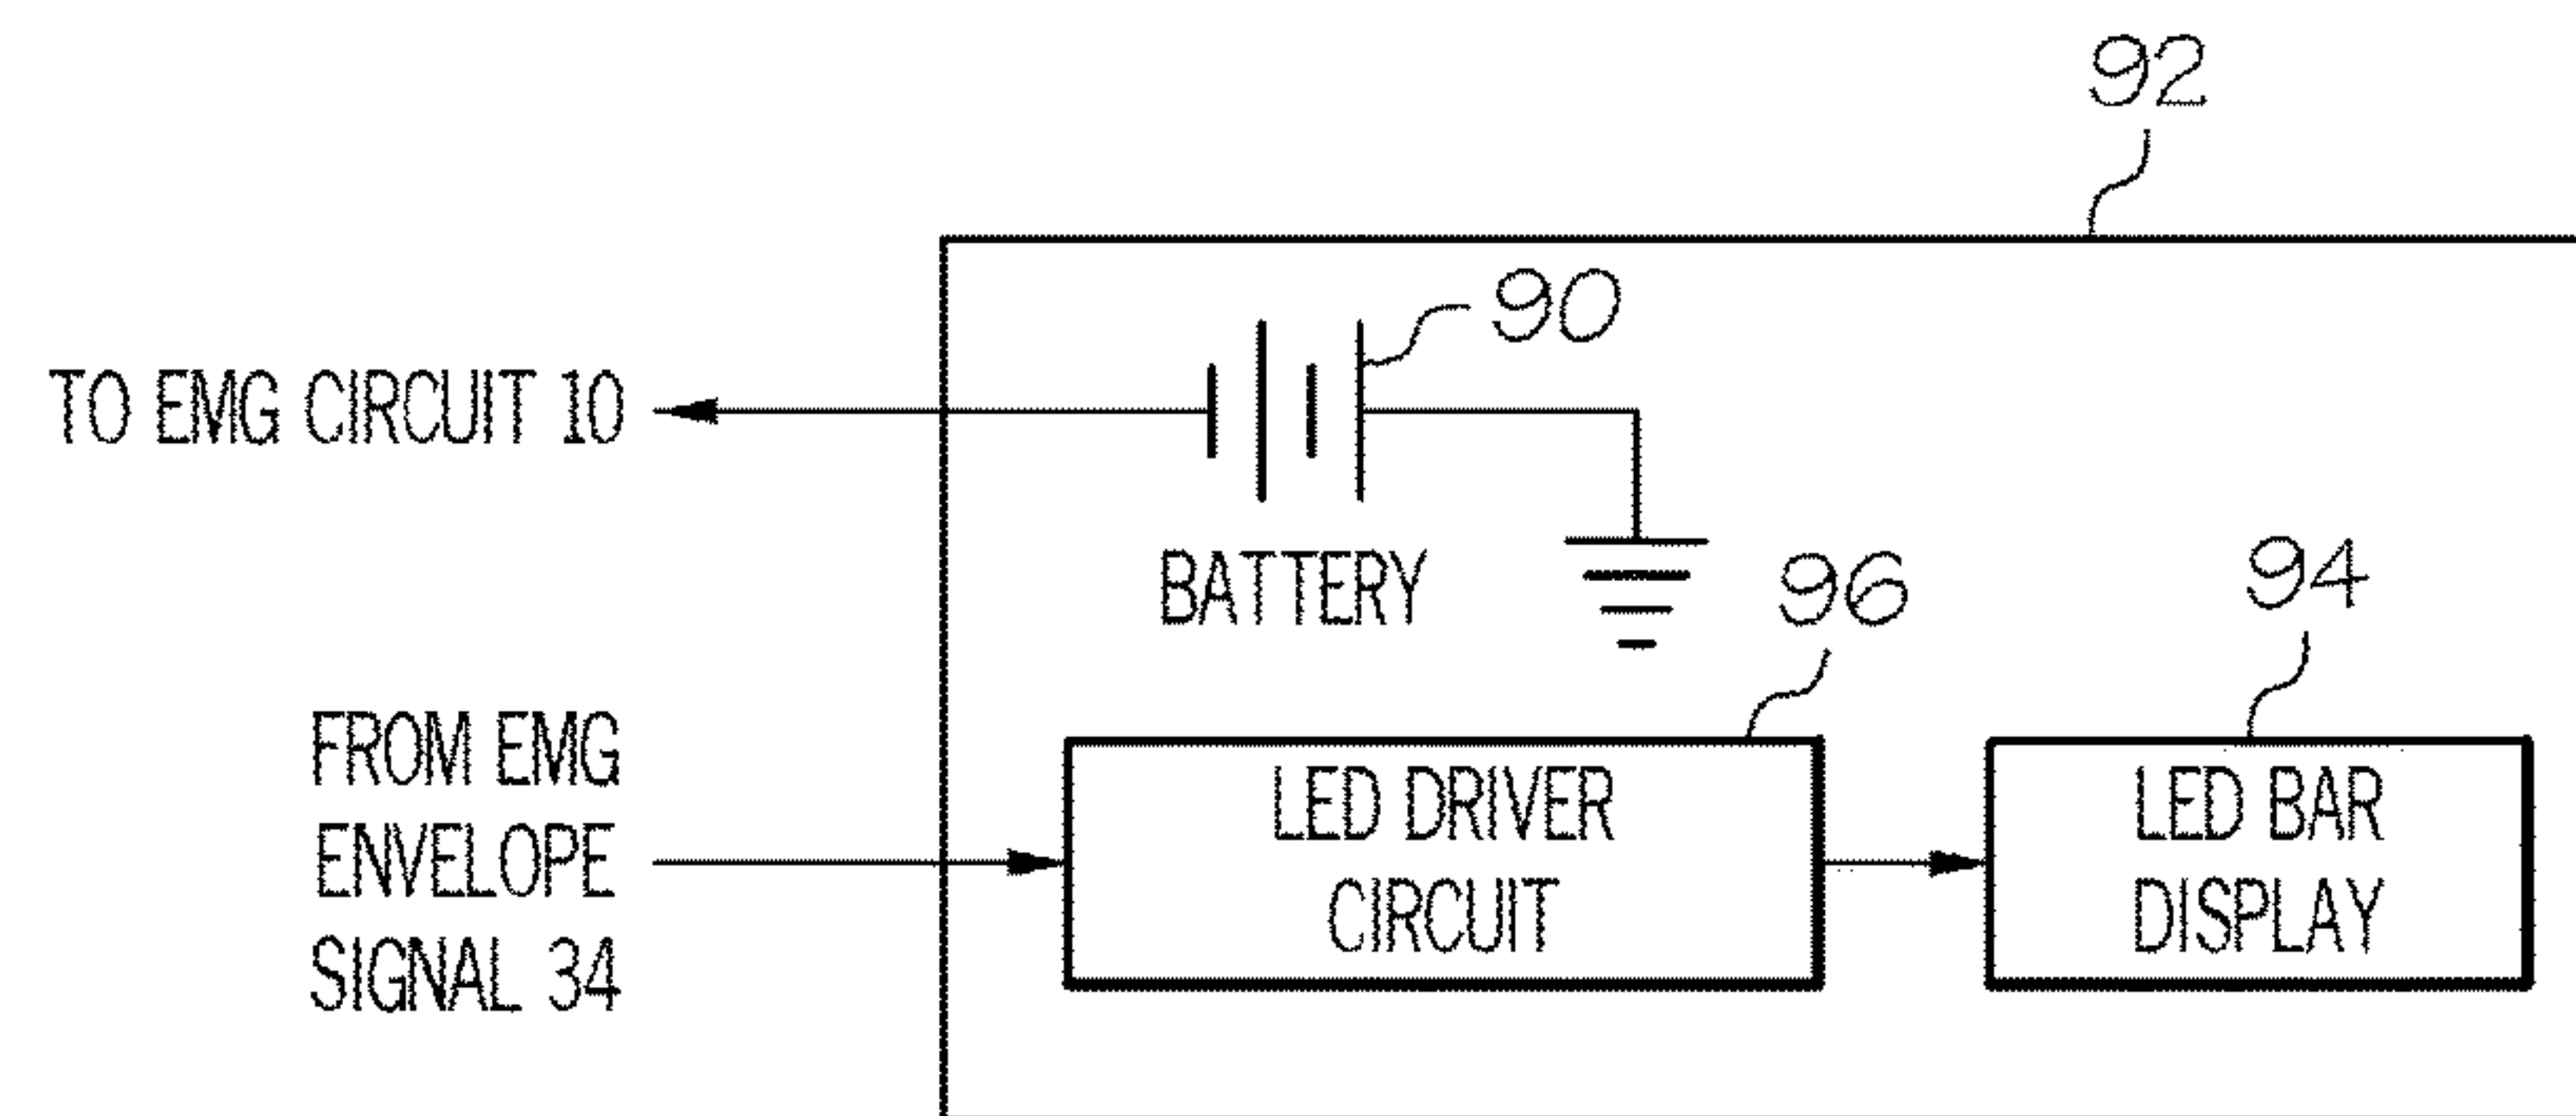 92
90
TO EMG CIRCUIT 10
BATTERY
96
94
FROM EMG
ENVELOPE
SIGNAL 34
LED DRIVER
CIRCUIT
LED BAR
DISPLAY